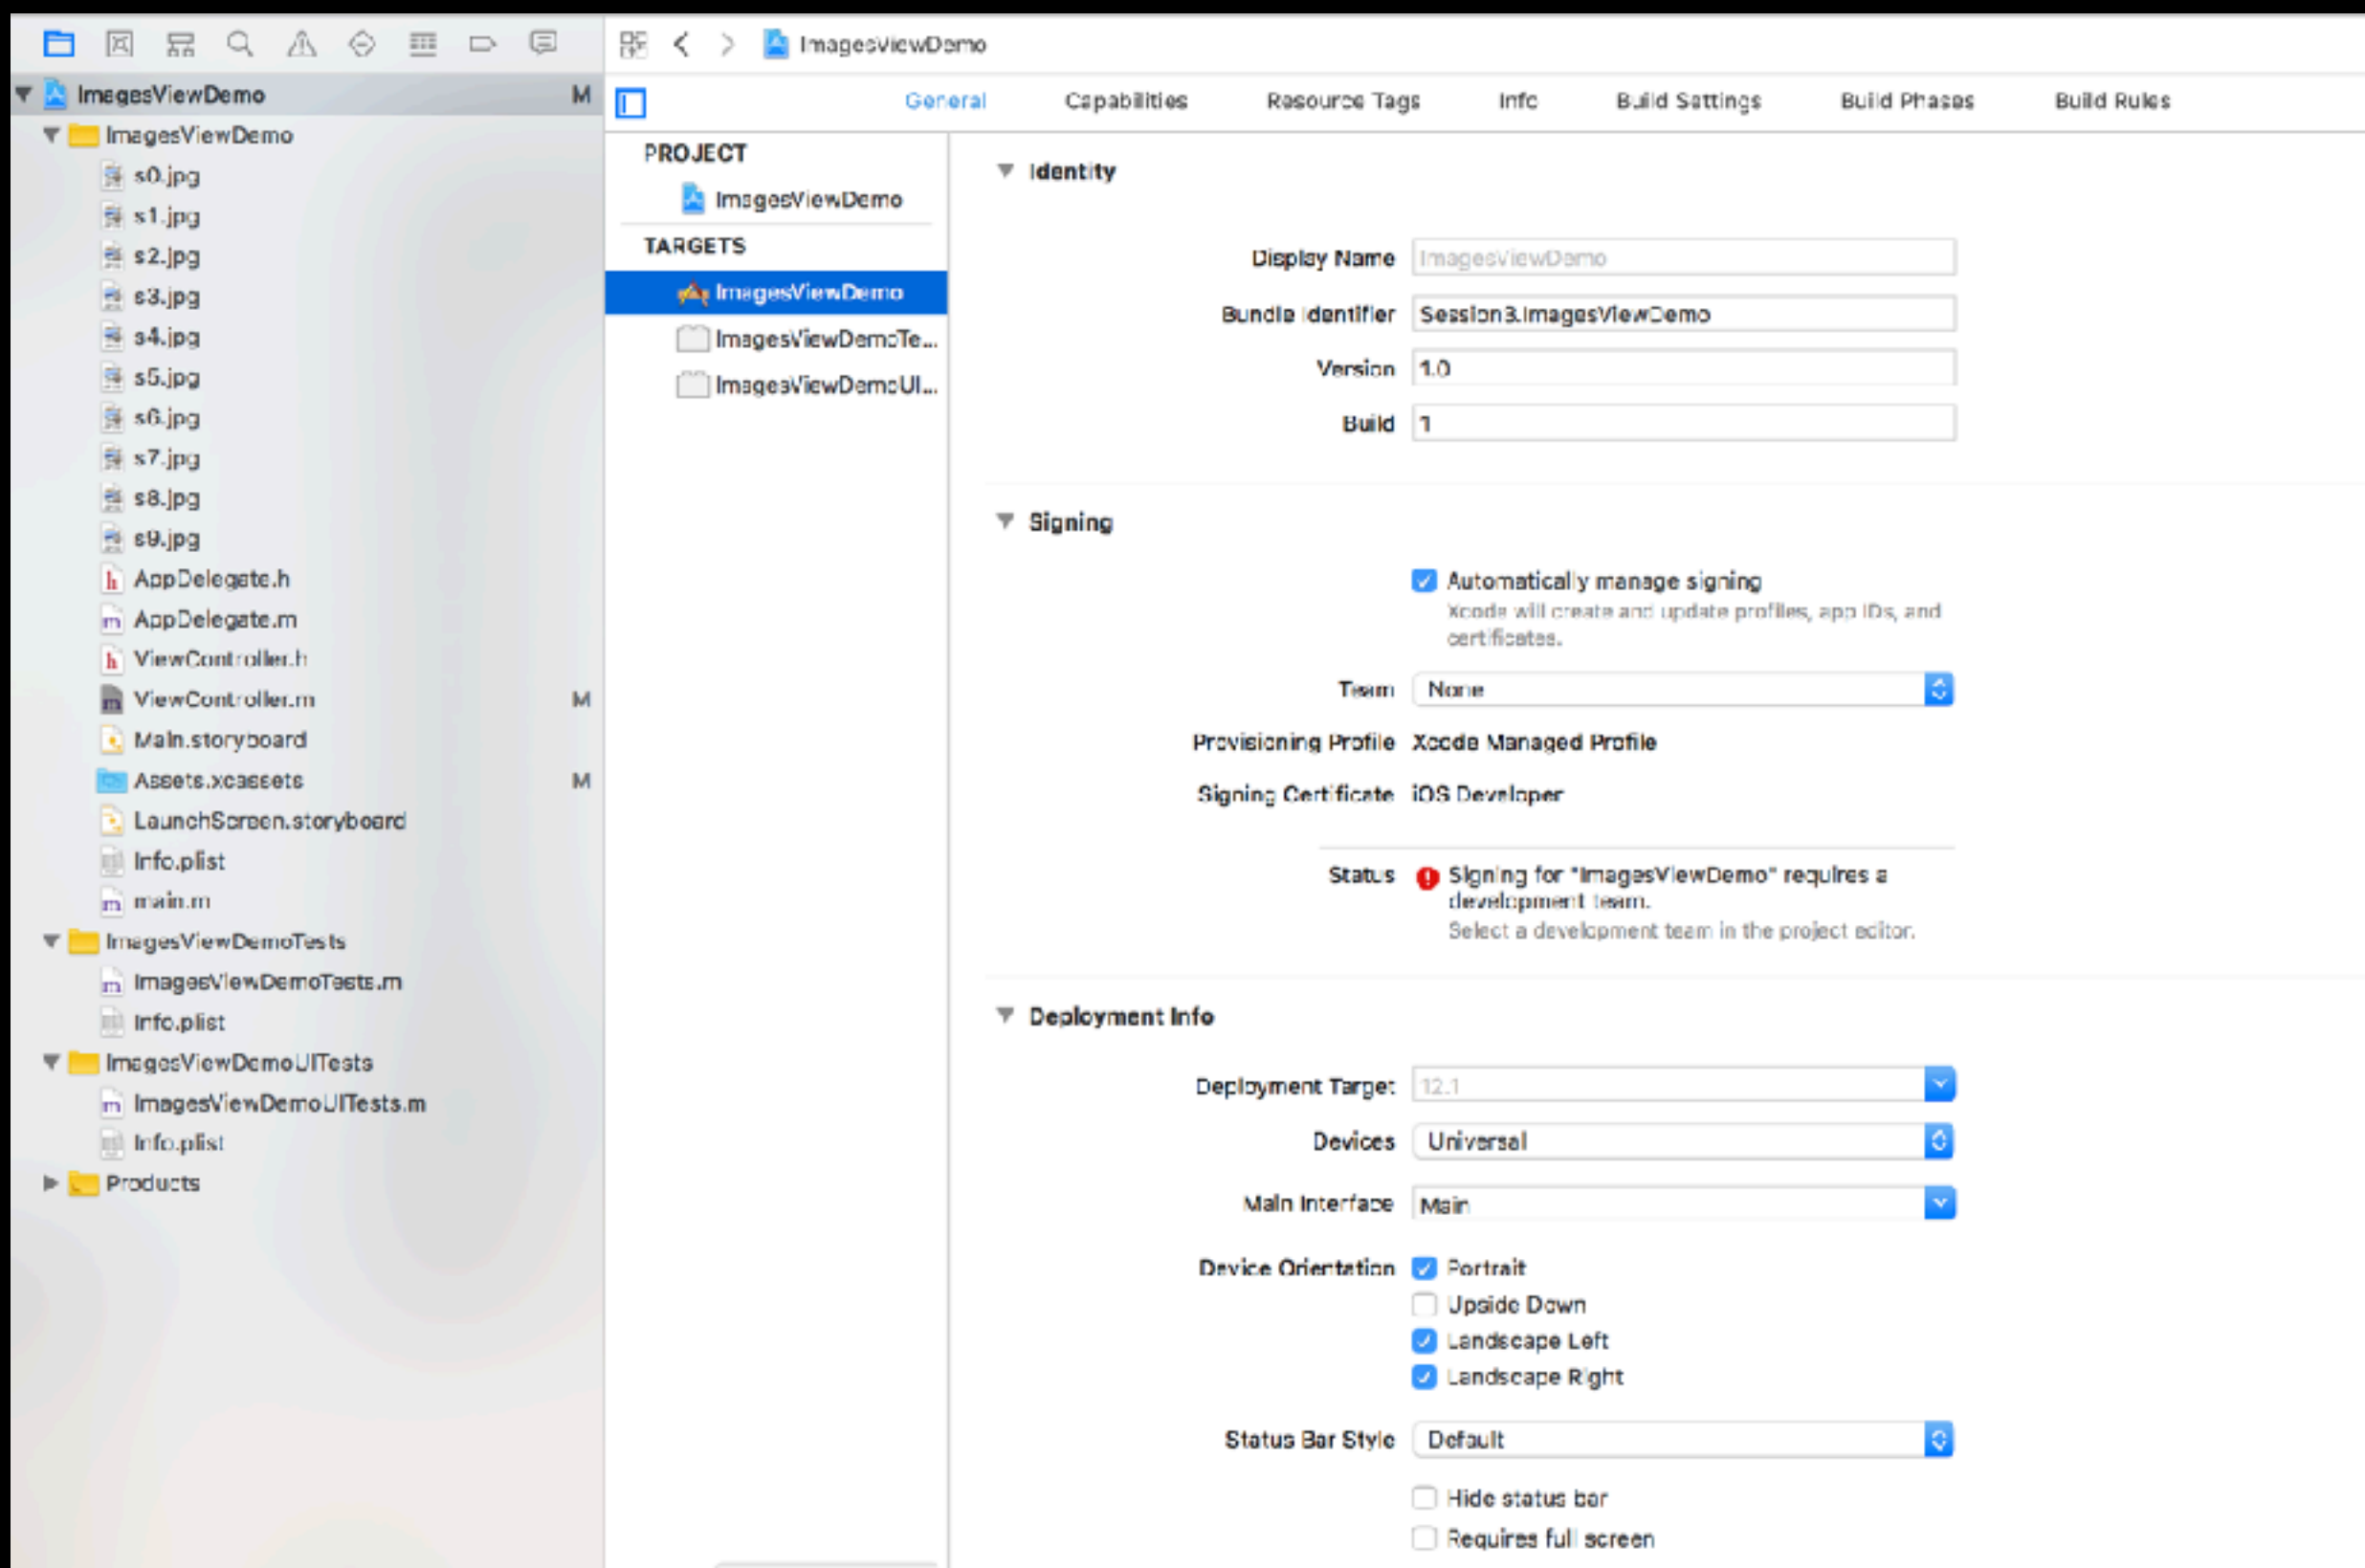 ImagesViewDemo
ImagesViewDemo M
ImagesViewDemo
s0.jpg
s1.jpg
s2.jpg
s3.jpg
s4.jpg
s5.jpg
s6.jpg
s7.jpg
s8.jpg
s9.jpg
AppDelegate.h
AppDelegate.m
ViewController.h
ViewController.m M
Main.storyboard
Assets.xcassets M
LaunchScreen.storyboard
Info.plist
main.m
ImagesViewDemoTests
ImagesViewDemoTests.m
Info.plist
ImagesViewDemoUITests
ImagesViewDemoUITests.m
Info.plist
Products
General Capabilities Resource Tags Info Build Settings Build Phases Build Rules
PROJECT
ImagesViewDemo
TARGETS
ImagesViewDemo
ImagesViewDemoTe...
ImagesViewDemoUI...
Identity
Display Name ImagesViewDemo
Bundle Identifier Session3.ImagesViewDemo
Version 1.0
Build 1
Signing
Automatically manage signing
Xcode will create and update profiles, app IDs, and
certificates.
Team None
Provisioning Profile Xcode Managed Profile
Signing Certificate iOS Developer
Status Signing for "ImagesViewDemo" requires a
development team.
Select a development team in the project editor.
Deployment Info
Deployment Target 12.1
Devices Universal
Main Interface Main
Device Orientation Portrait
Upside Down
Landscape Left
Landscape Right
Status Bar Style Default
Hide status bar
Requires full screen